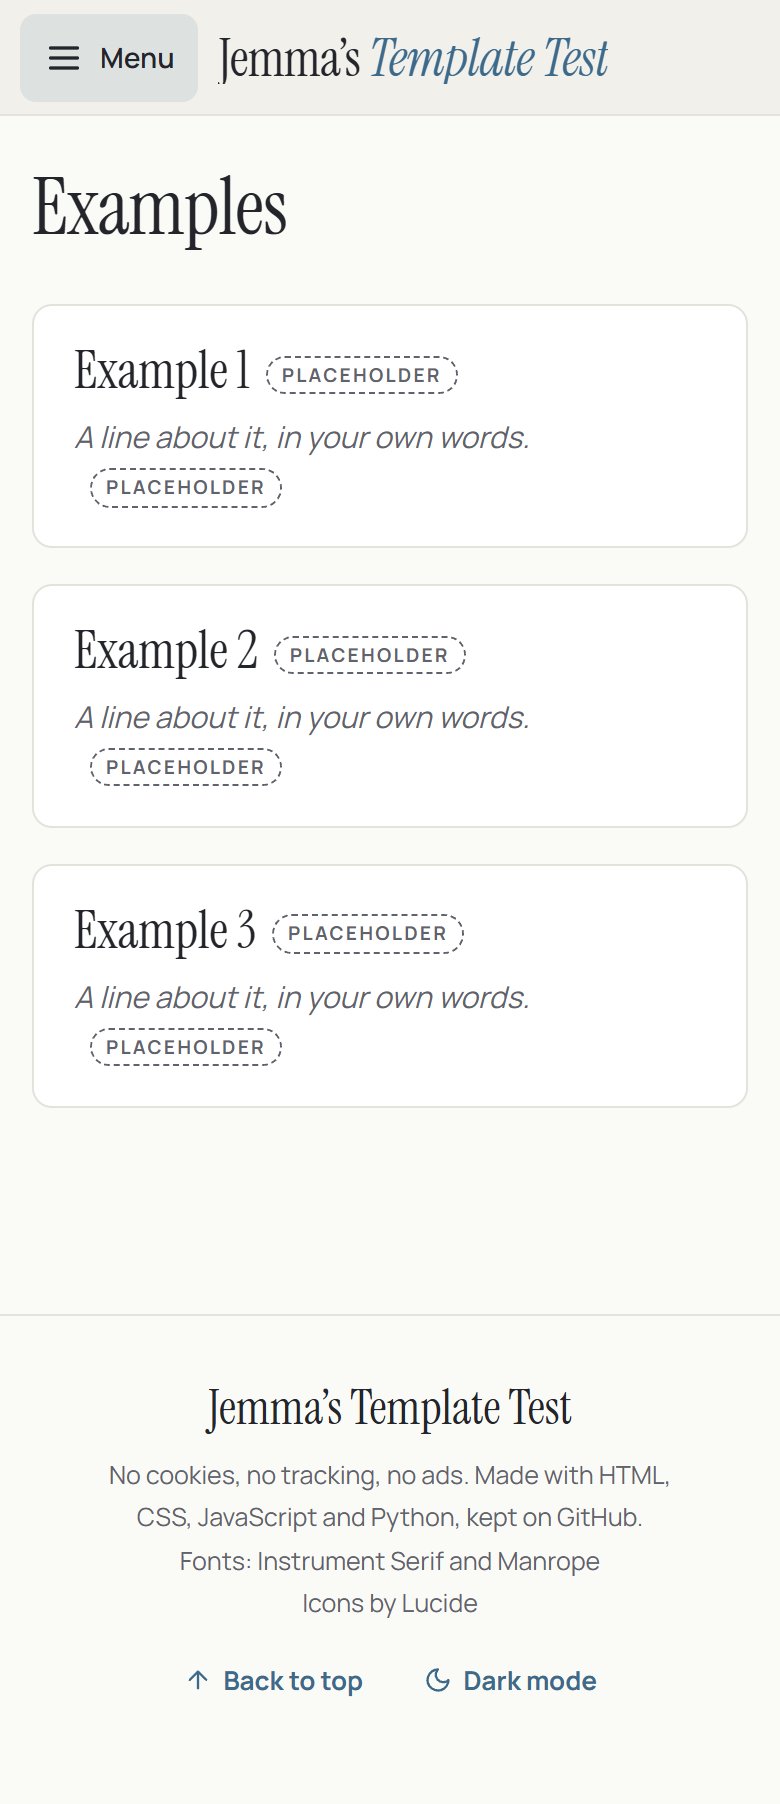 Menu
Jemma’s Template Test
Examples
Example 1 PLACEHOLDER
A line about it, in your own words.
PLACEHOLDER
Example 2 PLACEHOLDER
A line about it, in your own words.
PLACEHOLDER
Example 3 PLACEHOLDER
A line about it, in your own words.
PLACEHOLDER
Jemma’s Template Test
No cookies, no tracking, no ads. Made with HTML,
CSS, JavaScript and Python, kept on GitHub.
Fonts: Instrument Serif and Manrope
Icons by Lucide
Back to top
Dark mode